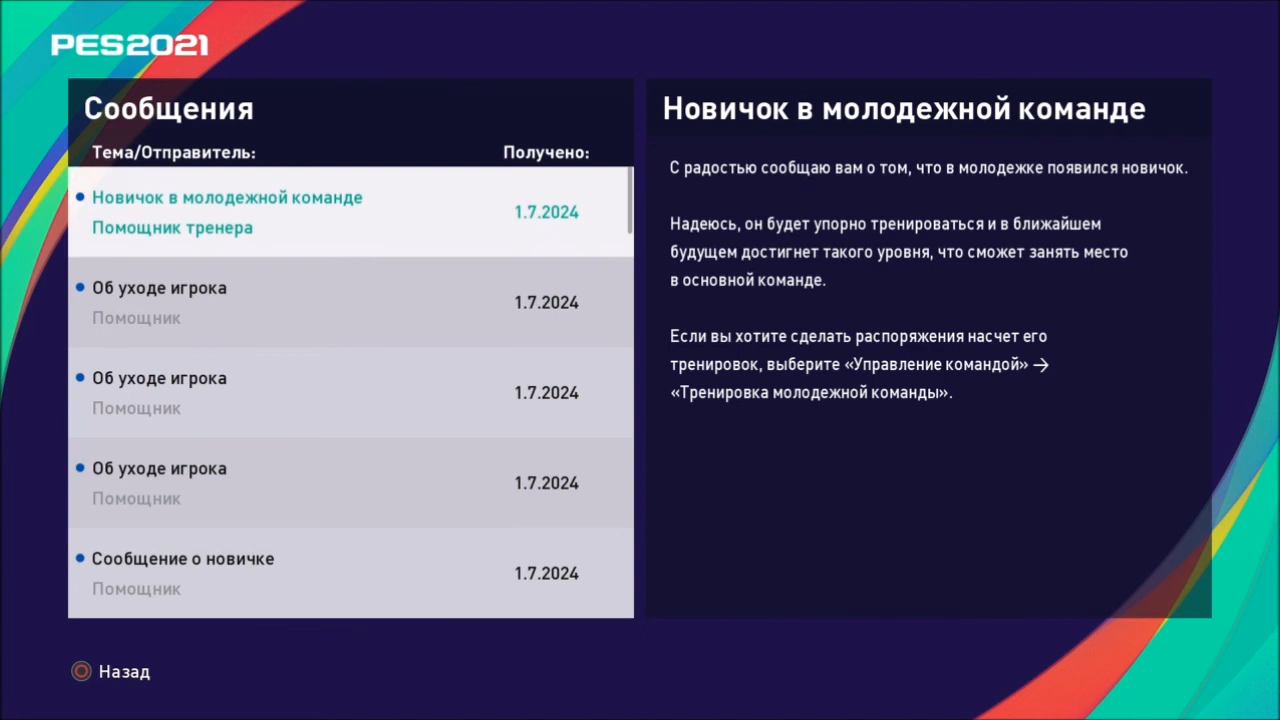 PES2021
Сообщения
Тема/Отправитель:
Получено:
Новичок в молодежной команде
Помощник тренера
1.7.2024
Об уходе игрока
Помощник
1.7.2024
Об уходе игрока
Помощник
1.7.2024
Об уходе игрока
Помощник
1.7.2024
Сообщение о новичке
Помощник
1.7.2024
Новичок в молодежной команде
С радостью сообщаю вам о том, что в молодежке появился новичок.
Надеюсь, он будет упорно тренироваться и в ближайшем
будущем достигнет такого уровня, что сможет занять место
в основной команде.
Если вы хотите сделать распоряжения насчет его
тренировок, выберите «Управление командой» →
«Тренировка молодежной команды».
Назад